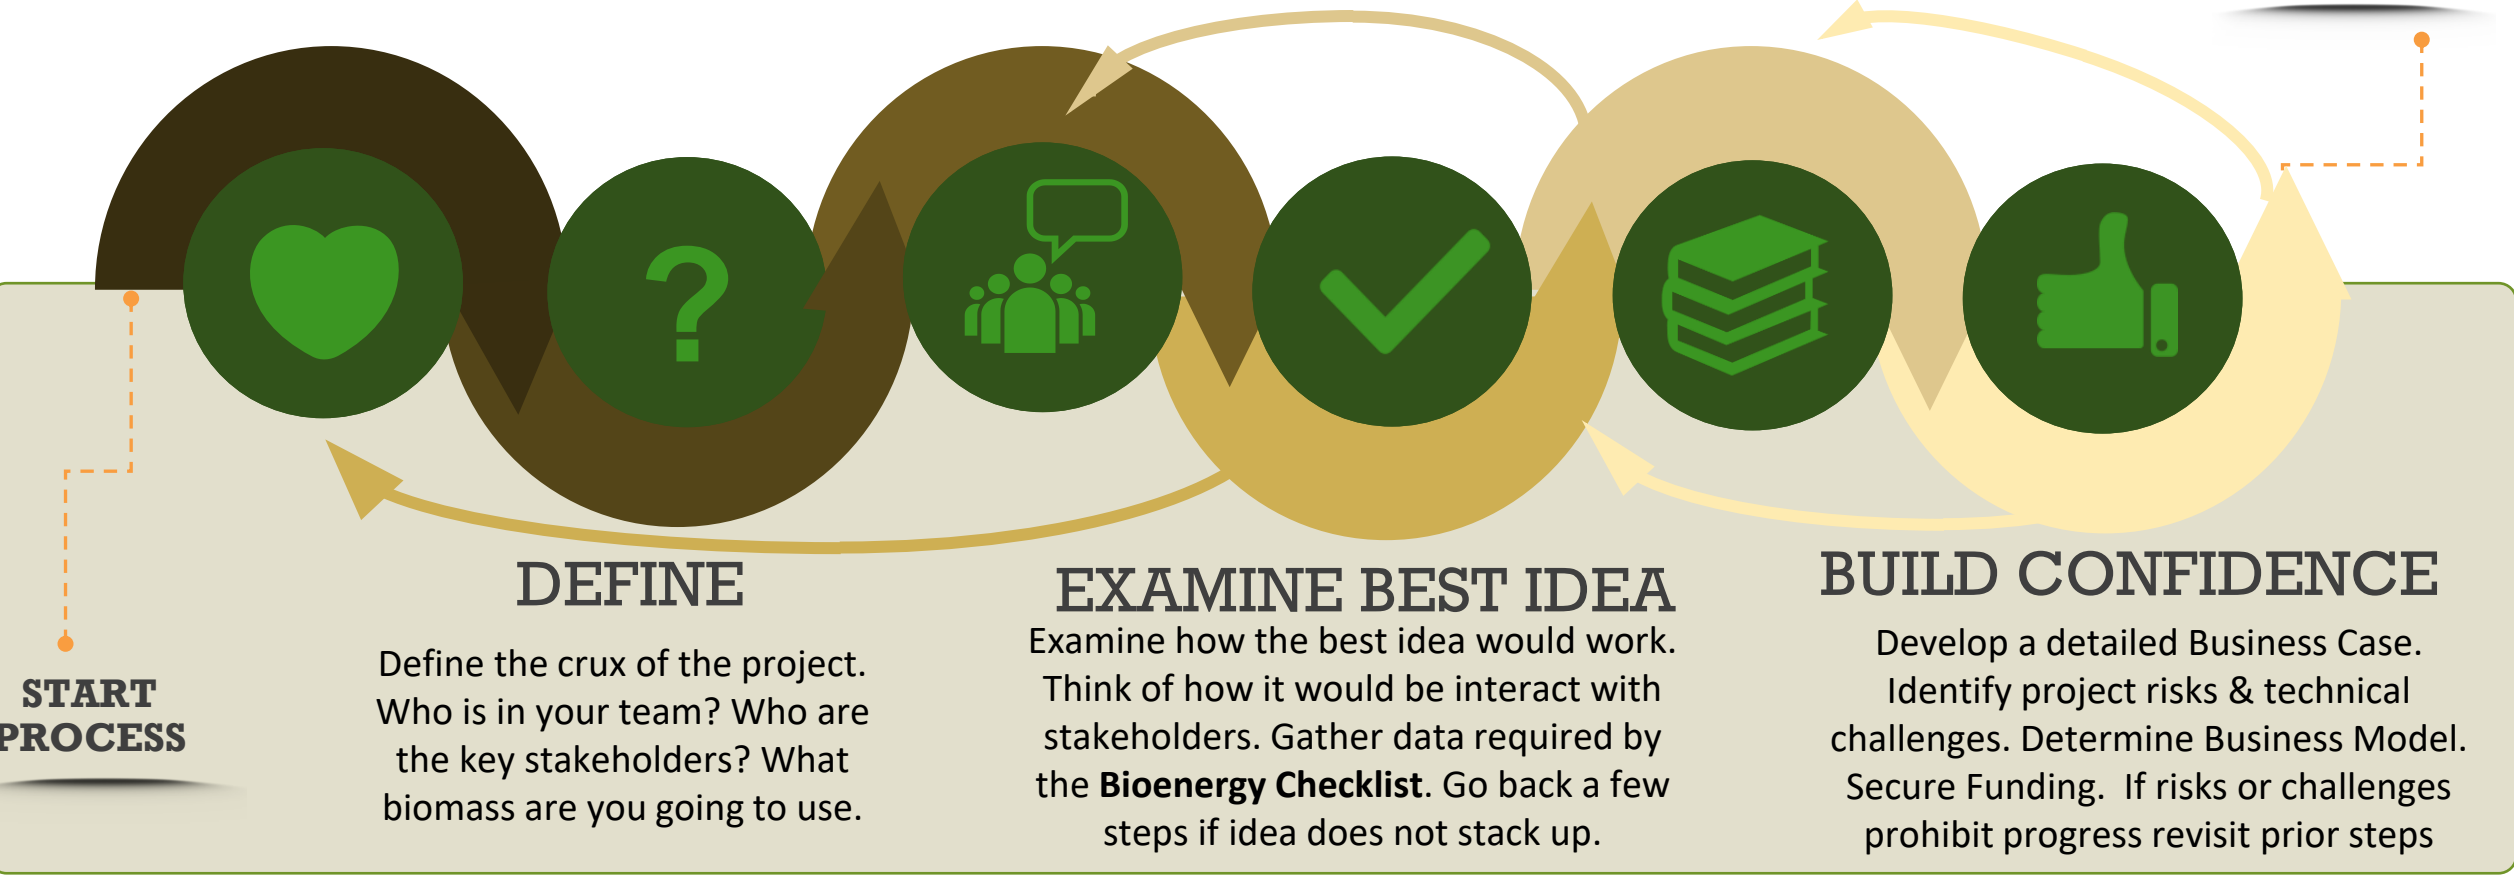 START
PROCESS
DEFINE
Define the crux of the project.
Who is in your team? Who are
the key stakeholders? What
biomass are you going to use.
EXAMINE BEST IDEA
Examine how the best idea would work.
Think of how it would be interact with
stakeholders. Gather data required by
the Bioenergy Checklist. Go back a few
steps if idea does not stack up.
BUILD CONFIDENCE
Develop a detailed Business Case.
Identify project risks & technical
challenges. Determine Business Model.
Secure Funding.  If risks or challenges
prohibit progress revisit prior steps